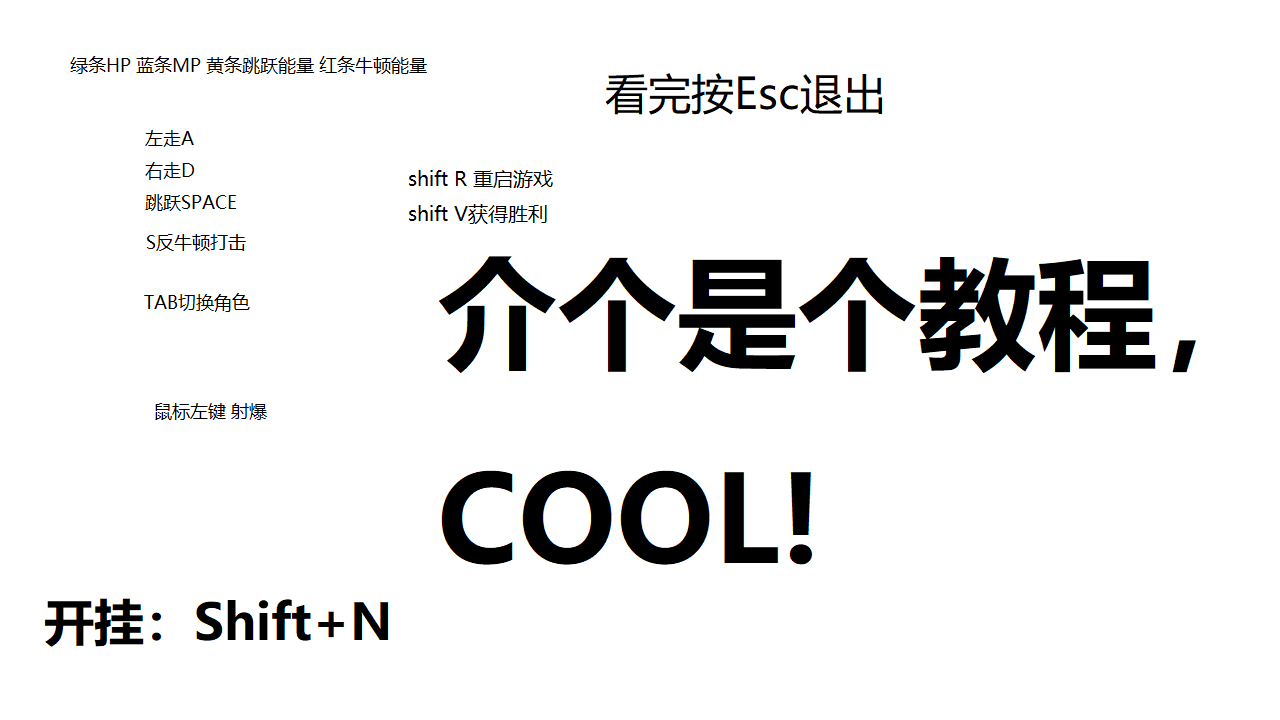 绿条HP 蓝条MP 黄条跳跃能量 红条牛顿能量
看完按Esc退出
左走A
右走D
跳跃SPACE
S反牛顿打击
TAB切换角色
鼠标左键 射爆
shift R 重启游戏
shift V获得胜利
介个是个教程，
COOL!
开挂：Shift+N